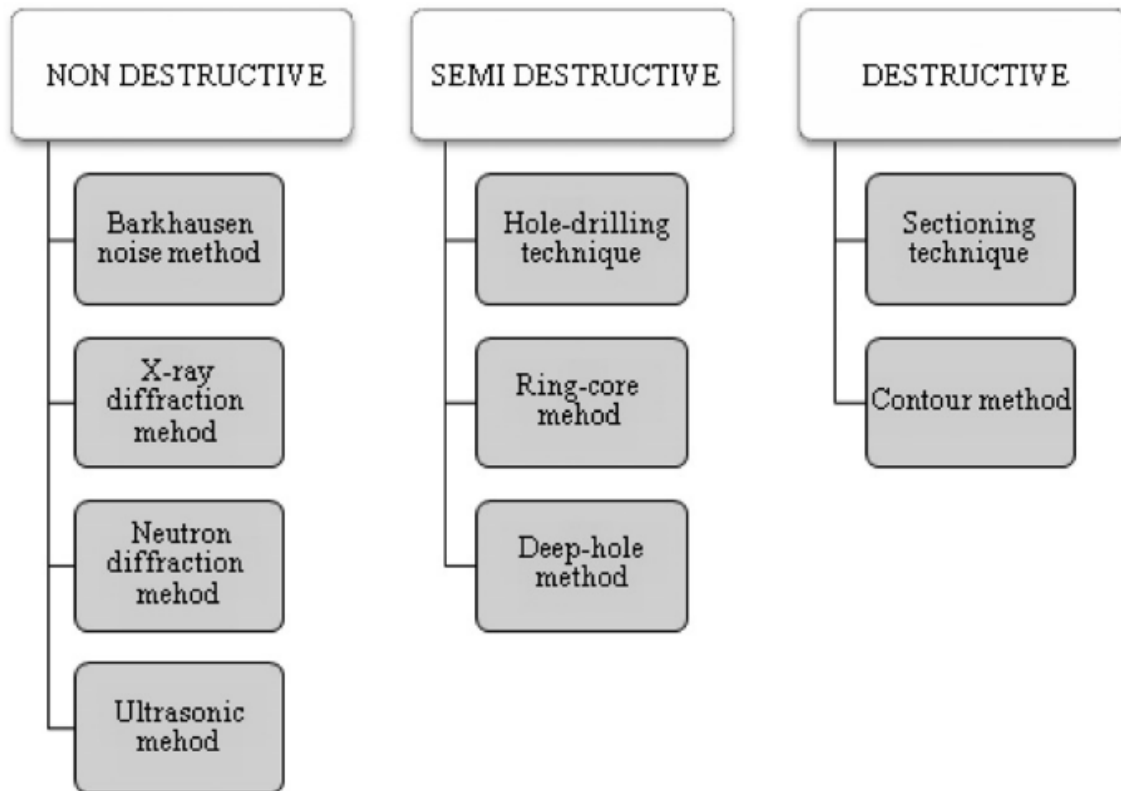 NON DESTRUCTIVE
Barkhausen
noise method
X-ray
diffraction
mehod
Neutron
diffraction
mehod
Ultrasonic
mehod
SEMI DESTRUCTIVE
Hole-drilling
technique
Ring-core
mehod
Deep-hole
method
DESTRUCTIVE
Sectioning
technique
Contour method